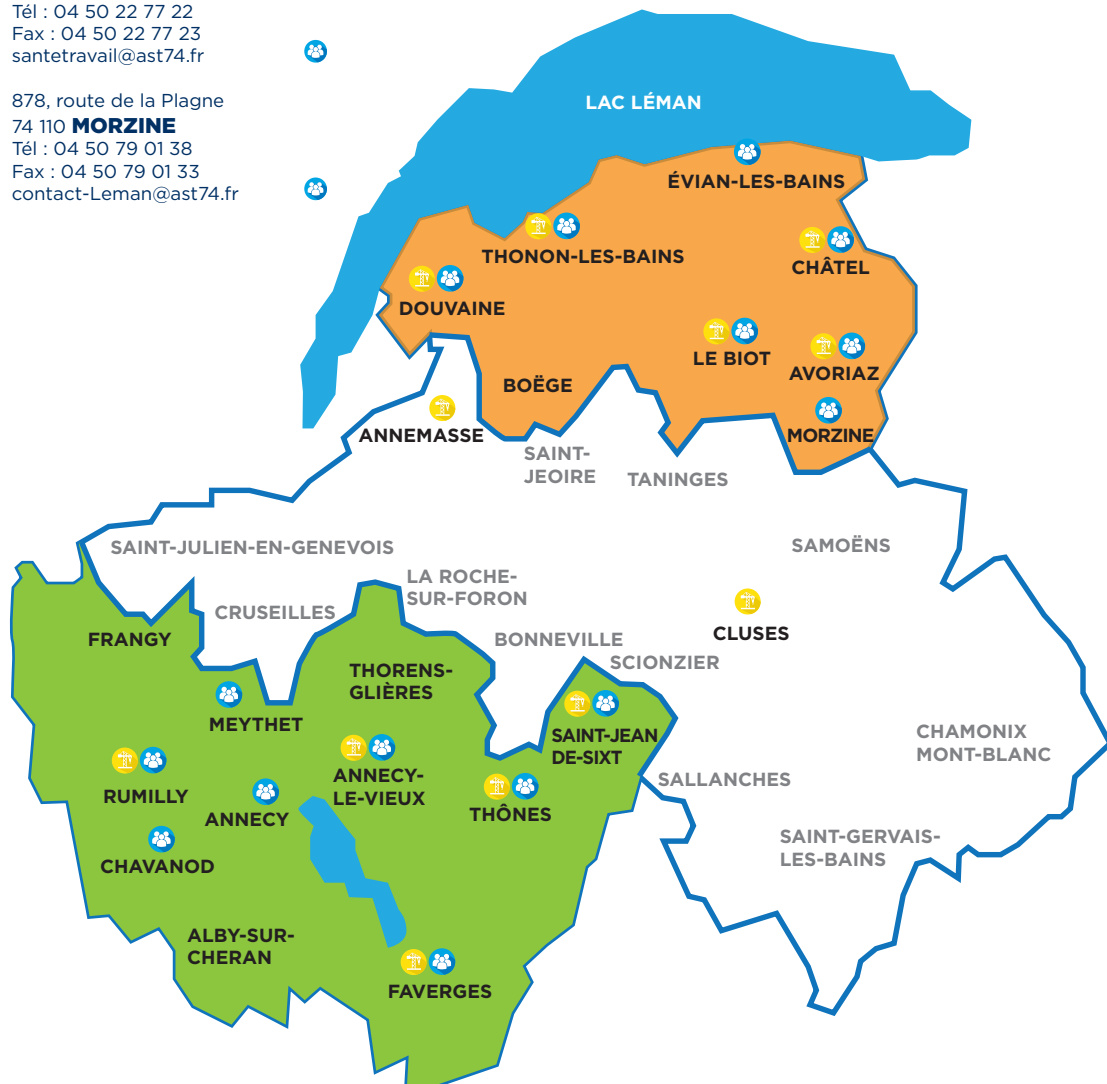 Tél : 04 50 22 77 22
Fax : 04 50 22 77 23
santetravail@ast74.fr
878, route de la Plagne
74 110 MORZINE
Tél : 04 50 79 01 38
Fax : 04 50 79 01 33
contact-Leman@ast74.fr
LAC LÉMAN
ÉVIAN-LES-BAINS
THONON-LES-BAINS
CHÂTEL
DOUVAINE
LE BIOT
AVORIAZ
BOËGE
ANNEMASSE
MORZINE
SAINT-
JEOIRE
TANINGES
SAINT-JULIEN-EN-GENEVOIS
SAMOËNS
LA ROCHE-
SUR-FORON
CRUSEILLES
FRANGY
BONNEVILLE
CLUSES
SCIONZIER
THORENS-
GLIÈRES
MEYTHET
SAINT-JEAN
DE-SIXT
CHAMONIX
MONT-BLANC
ANNECY-
LE-VIEUX
SALLANCHES
RUMILLY
THÔNES
ANNECY
CHAVANOD
SAINT-GERVAIS-
LES-BAINS
ALBY-SUR-
CHERAN
FAVERGES